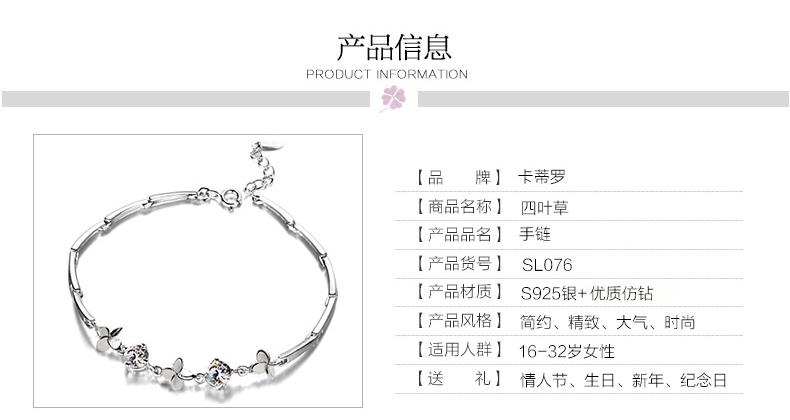 产品信息
PRODUCT INFORMATION
【品 牌】 卡蒂罗
【商品名称】 四叶草
【产品品名】 手链
【产品货号】 SL076
【产品材质】 S925银+优质仿钻
【产品风格】 简约、精致、大气、时尚
【适用人群】 16-32岁女性
【送 礼】 情人节、生日、新年、纪念日